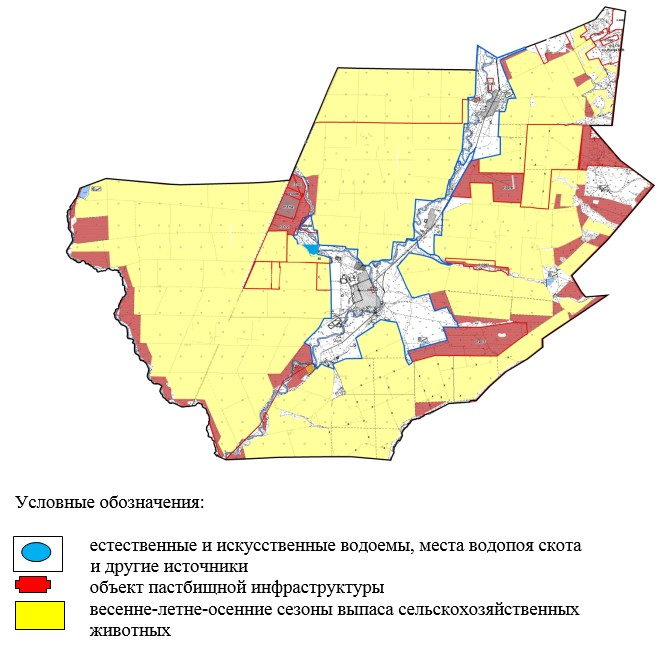 Условные обозначения:
естественные и искусственные водоемы, места водопоя скота
и другие источники
объект пастбищной инфраструктуры
весенне-летне-осенние сезоны выпаса сельскохозяйственных
животных